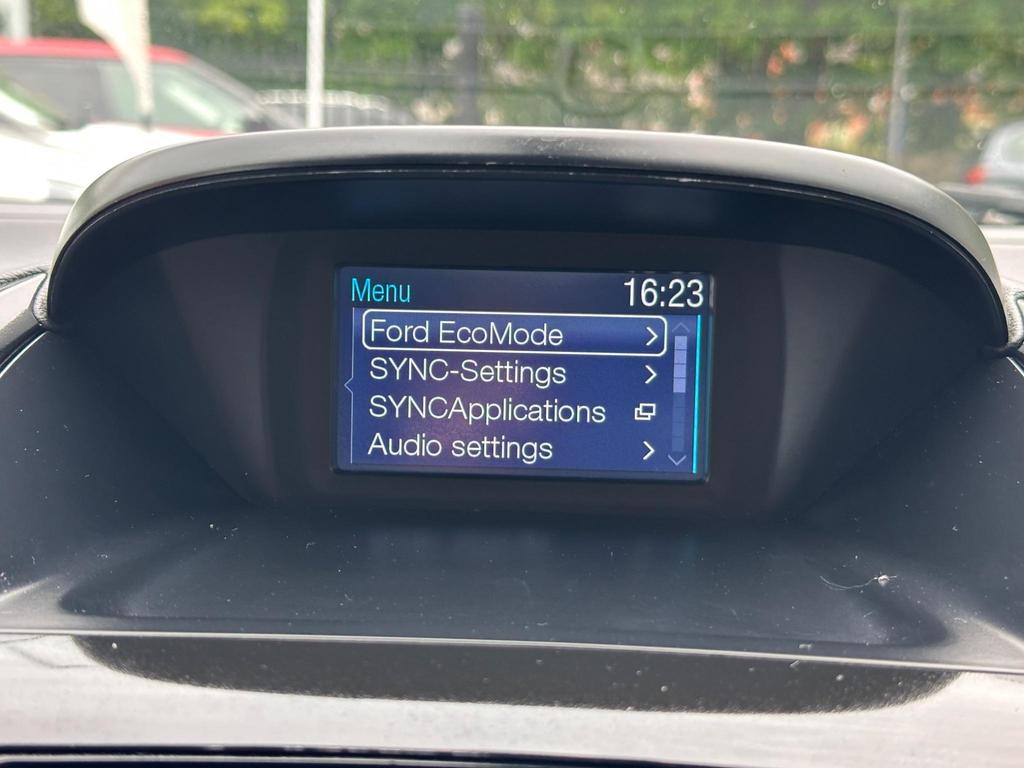 Menu 16:23
Ford EcoMode
SYNC-Settings
SYNCApplications
Audio settings